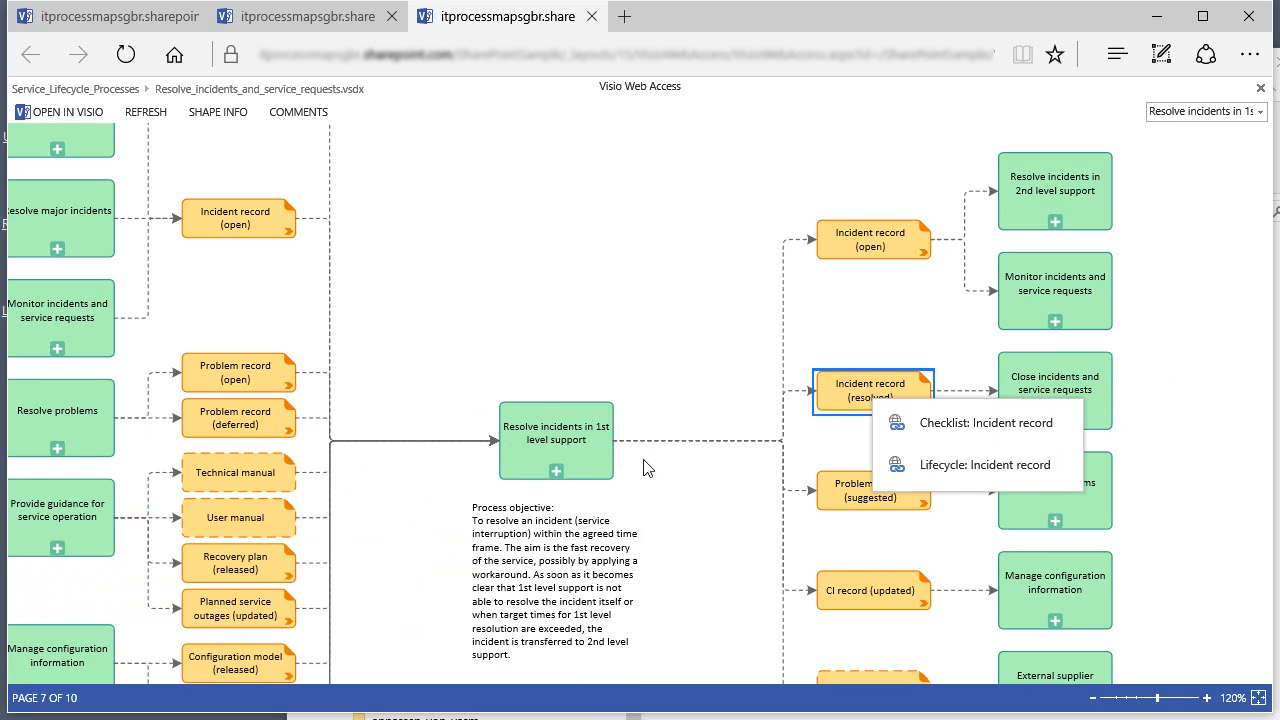 itprocessmapsgbr.sharepoin
itprocessmapsgbr.share
itprocessmapsgbr.share
Service_Lifecycle_Processes
Resolve_incidents_and_service_requests.vsdx
Visio Web Access
OPEN IN VISIO
REFRESH
SHAPE INFO
COMMENTS
Resolve incidents in 1s
esolve major incidents
Monitor incidents and
service requests
Resolve problems
Provide guidance for
service operation
Manage configuration
information
Incident record
(open)
Problem record
(open)
Problem record
(deferred)
Technical manual
User manual
Recovery plan
(released)
Planned service
outages (updated)
Configuration model
(released)
Resolve incidents in 1st
level support
Process objective:
To resolve an incident (service
interruption) within the agreed time
frame. The aim is the fast recovery
of the service, possibly by applying a
workaround. As soon as it becomes
clear that 1st level support is not
able to resolve the incident itself or
when target times for 1st level
resolution are exceeded, the
incident is transferred to 2nd level
support.
Incident record
(open)
Incident record
(resolved)
Checklist: Incident record
Lifecycle: Incident record
Problem
(suggested)
CI record (updated)
Resolve incidents in
2nd level support
Monitor incidents and
service requests
Close incidents and
service requests
Manage configuration
information
External supplier
PAGE 7 OF 10
120%